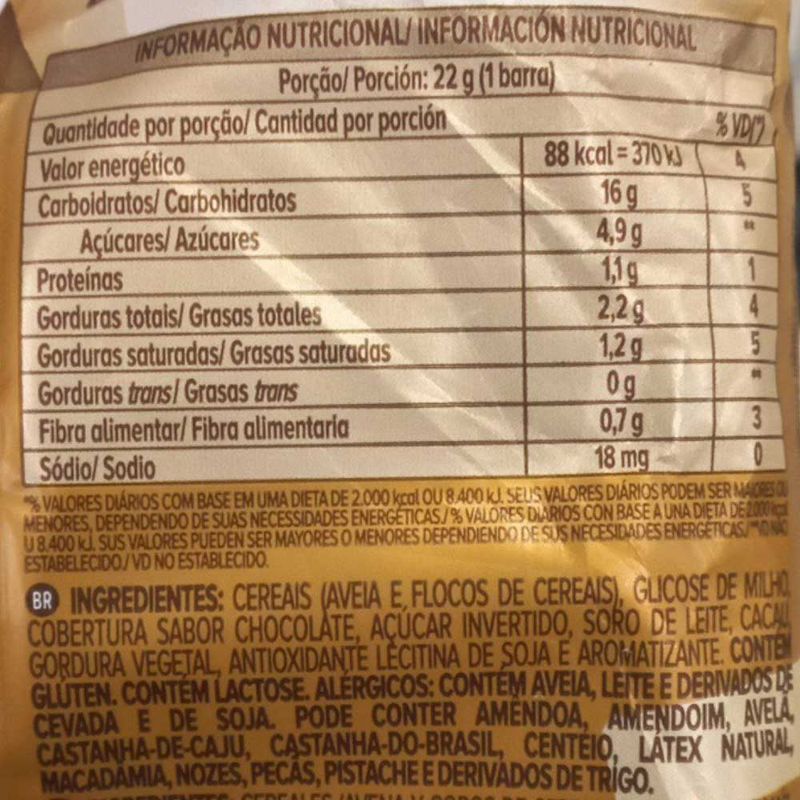 INFORMAÇÃO NUTRICIONAL/ INFORMACIÓN NUTRICIONAL
Porção/ Porción: 22 g (1 barra)
Quantidade por porção/ Cantidad por porción % VD(*)
Valor energético 88 kcal = 370 kJ 4
Carboidratos/ Carbohidratos 16 g 5
Açúcares/ Azúcares 4,9 g **
Proteínas 1,1 g 1
Gorduras totais/ Grasas totales 2,2 g 4
Gorduras saturadas/ Grasas saturadas 1,2 g 5
Gorduras trans/ Grasas trans 0 g **
Fibra alimentar/ Fibra alimentaria 0,7 g 3
Sódio/ Sodio 18 mg 0
*% VALORES DIÁRIOS COM BASE EM UMA DIETA DE 2.000 kcal OU 8.400 kJ. SEUS VALORES DIÁRIOS PODEM SER MAIORES OU
MENORES, DEPENDENDO DE SUAS NECESSIDADES ENERGÉTICAS./ % VALORES DIARIOS CON BASE A UNA DIETA DE 2.000 kcal
U 8.400 kJ. SUS VALORES PUEDEN SER MAYORES O MENORES DEPENDIENDO DE SUS NECESIDADES ENERGÉTICAS./ **VD NÃO
ESTABELECIDO/ VD NO ESTABLECIDO.
BR INGREDIENTES: CEREAIS (AVEIA E FLOCOS DE CEREAIS), GLICOSE DE MILHO,
COBERTURA SABOR CHOCOLATE, AÇÚCAR INVERTIDO, SORO DE LEITE, CACAU,
GORDURA VEGETAL, ANTIOXIDANTE LECITINA DE SOJA E AROMATIZANTE. CONTÉM
GLÚTEN. CONTÉM LACTOSE. ALÉRGICOS: CONTÉM AVEIA, LEITE E DERIVADOS DE
CEVADA E DE SOJA. PODE CONTER AMÊNDOA, AMENDOIM, AVELÃ,
CASTANHA-DE-CAJU, CASTANHA-DO-BRASIL, CENTEIO, LÁTEX NATURAL,
MACADÂMIA, NOZES, PECÃS, PISTACHE E DERIVADOS DE TRIGO.